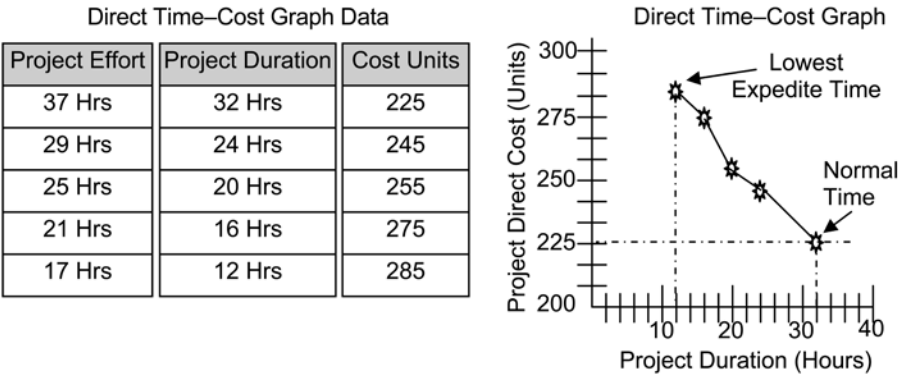 Direct Time–Cost Graph Data
Project Effort Project Duration Cost Units
37 Hrs 32 Hrs 225
29 Hrs 24 Hrs 245
25 Hrs 20 Hrs 255
21 Hrs 16 Hrs 275
17 Hrs 12 Hrs 285
Direct Time–Cost Graph
Project Direct Cost (Units)
300
275
250
225
200
Lowest
Expedite Time
Normal
Time
10 20 30 40
Project Duration (Hours)